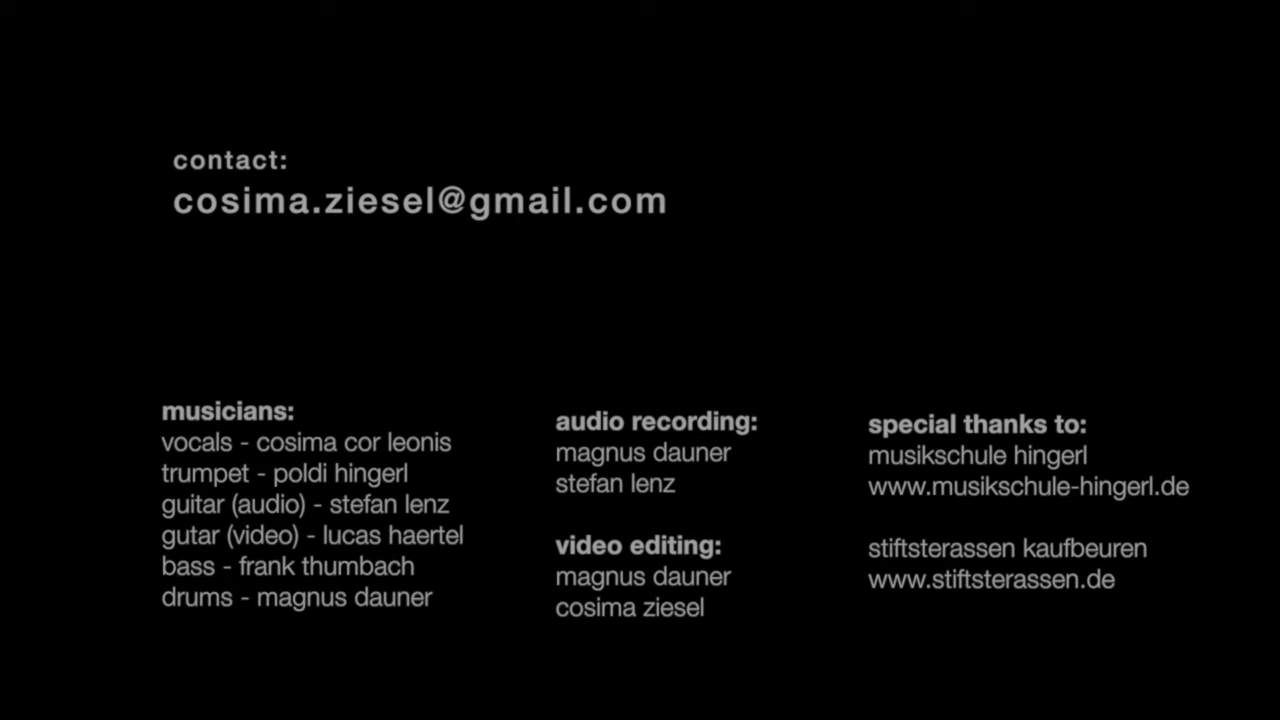 contact:
cosima.ziesel@gmail.com
musicians:
vocals - cosima cor leonis
trumpet - poldi hingerl
guitar (audio) - stefan lenz
gutar (video) - lucas haertel
bass - frank thumbach
drums - magnus dauner
audio recording:
magnus dauner
stefan lenz
video editing:
magnus dauner
cosima ziesel
special thanks to:
musikschule hingerl
www.musikschule-hingerl.de
stiftsterassen kaufbeuren
www.stiftsterassen.de